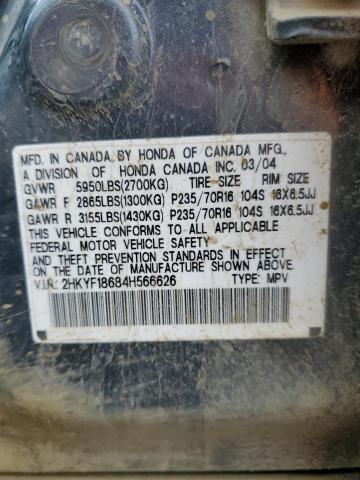 MFD. IN CANADA BY HONDA OF CANADA MFG.,
A DIVISION OF HONDA CANADA INC. 03/04
GVWR 5950LBS(2700KG) TIRE SIZE RIM SIZE
GAWR F 2865LBS(1300KG) P235/70R16 104S 16X6.5JJ
GAWR R 3155LBS(1430KG) P235/70R16 104S 16X6.5JJ
THIS VEHICLE CONFORMS TO ALL APPLICABLE
FEDERAL MOTOR VEHICLE SAFETY AND
THEFT PREVENTION STANDARDS IN EFFECT ON
THE DATE OF MANUFACTURE SHOWN ABOVE.
V.I.N.: 2HKYF18684H566626 TYPE: MPV